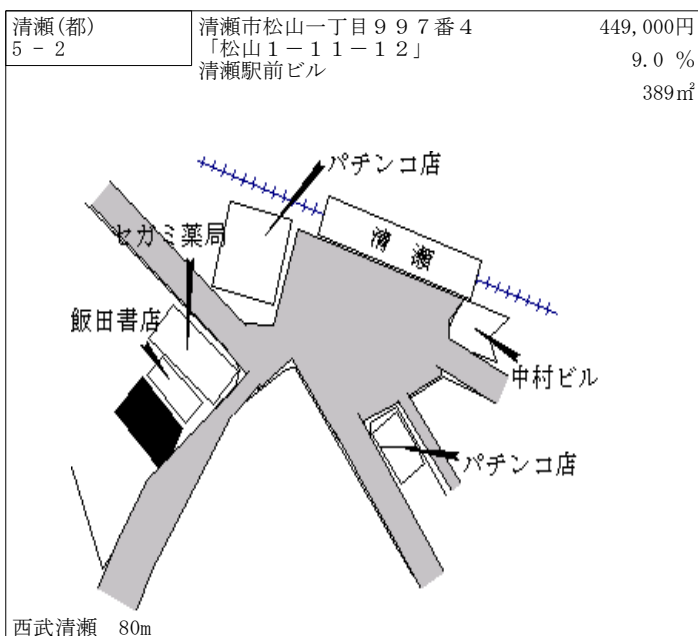 清瀬(都)
5 - 2
清瀬市松山一丁目９９７番４
「松山１－１１－１２」
清瀬駅前ビル
449,000円
9.0 %
389㎡
パチンコ店
清瀬
セガミ薬局
飯田書店
中村ビル
パチンコ店
西武清瀬 80m